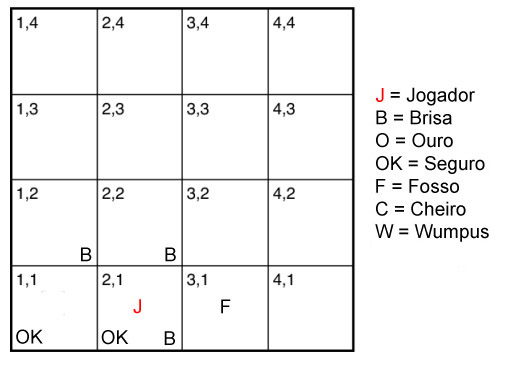 1,4 2,4 3,4 4,4
1,3 2,3 3,3 4,3
1,2 2,2 3,2 4,2
B B
1,1 2,1 3,1 4,1
J F
OK OK B
J = Jogador
B = Brisa
O = Ouro
OK = Seguro
F = Fosso
C = Cheiro
W = Wumpus